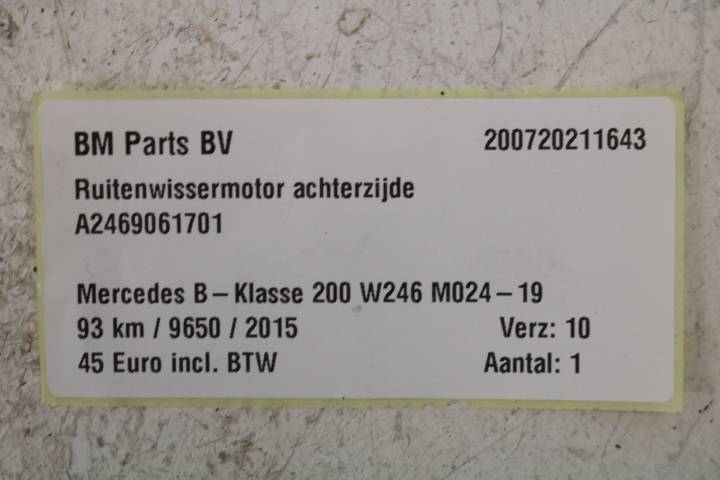 BM Parts BV 200720211643
Ruitenwissermotor achterzijde
A2469061701
Mercedes B-Klasse 200 W246 M024-19
93 km / 9650 / 2015 Verz: 10
45 Euro incl. BTW Aantal: 1